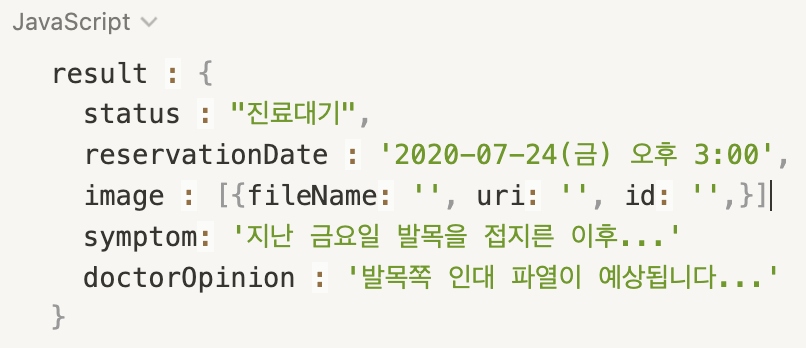 JavaScript
result : {
status : "진료대기",
reservationDate : '2020-07-24(금) 오후 3:00',
image : [{fileName: '', uri: '', id: '',}]
symptom: '지난 금요일 발목을 접지른 이후...'
doctorOpinion : '발목쪽 인대 파열이 예상됩니다...'
}